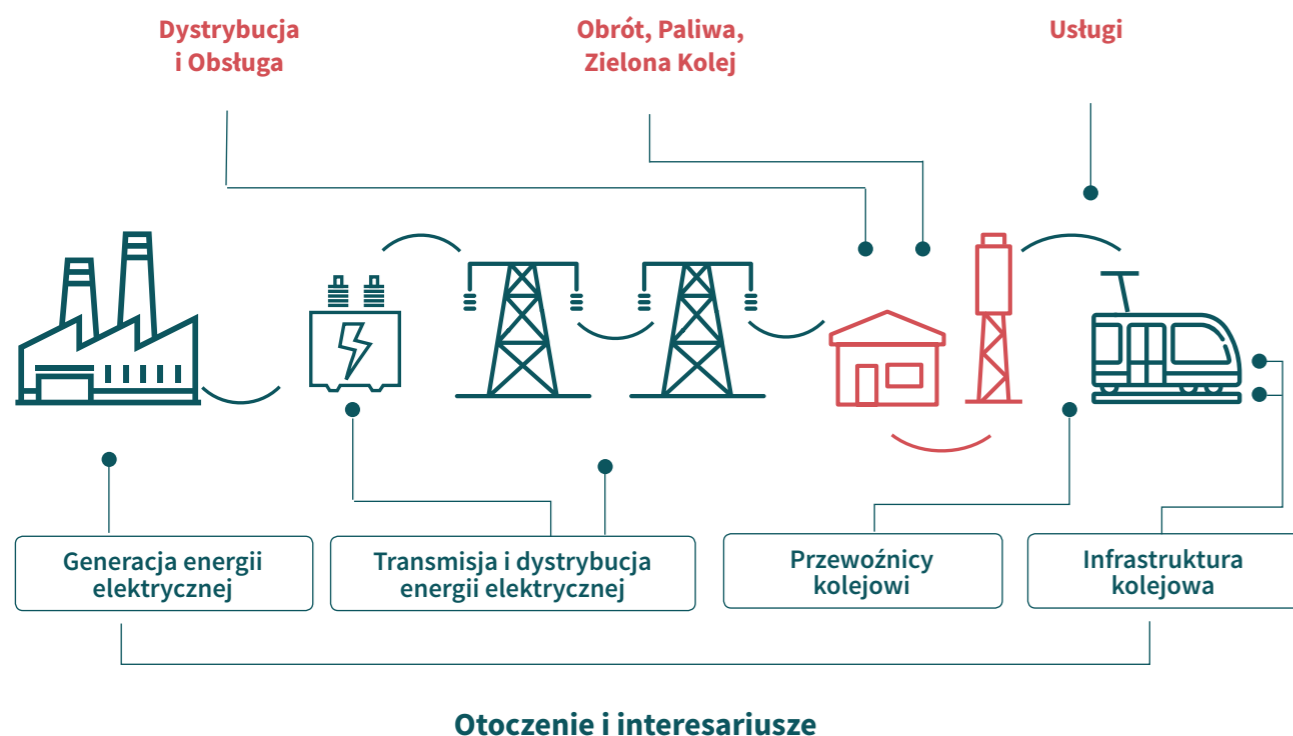 Dystrybucja
i Obsługa
Obrót, Paliwa,
Zielona Kolej
Usługi
Generacja energii
elektrycznej
Transmisja i dystrybucja
energii elektrycznej
Przewoźnicy
kolejowi
Infrastruktura
kolejowa
Otoczenie i interesariusze